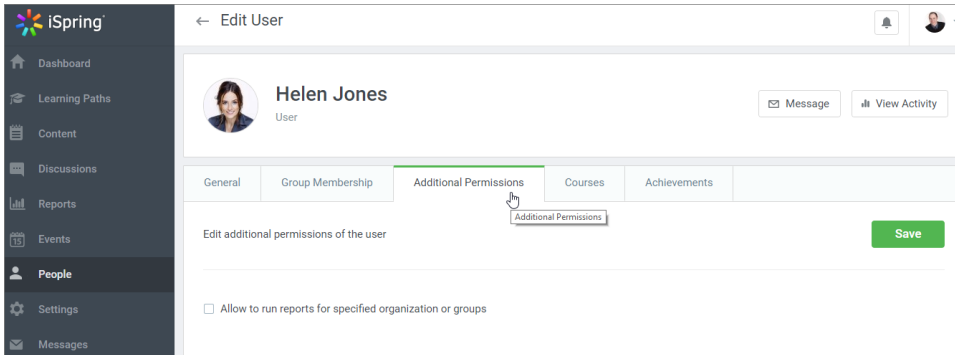 iSpring
← Edit User
Dashboard
Learning Paths
Content
Discussions
Reports
15 Events
People
Settings
Messages
Helen Jones
User
Message
View Activity
General Group Membership Additional Permissions Courses Achievements
Additional Permissions
Edit additional permissions of the user
Save
Allow to run reports for specified organization or groups